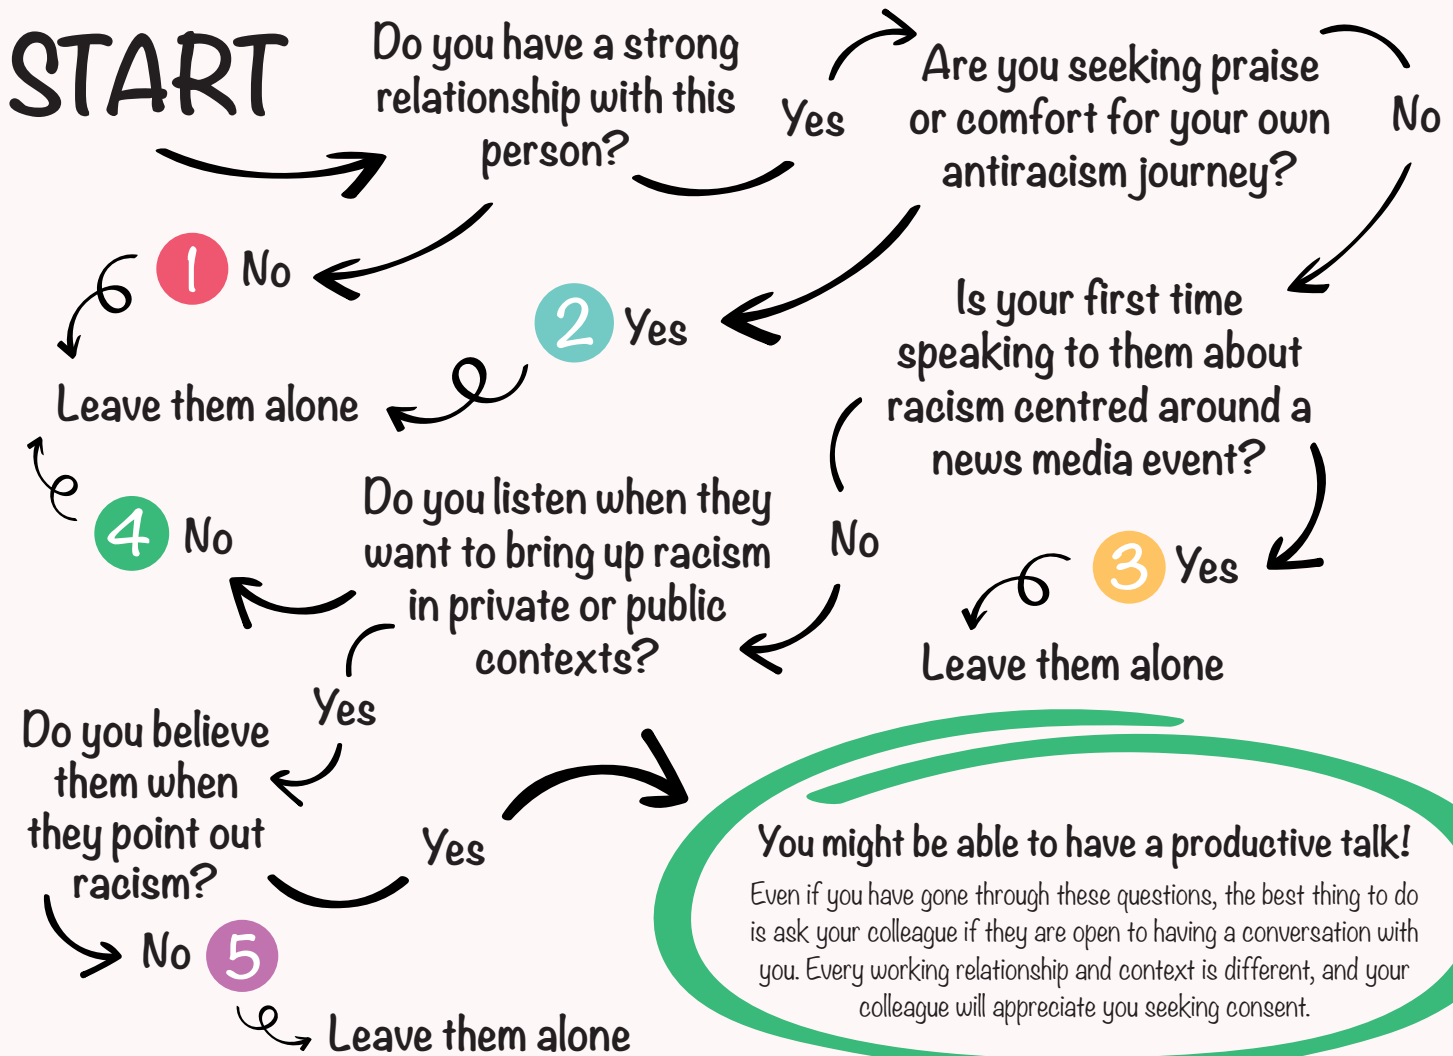 START
Do you have a strong
relationship with this
person?
Yes
Are you seeking praise
or comfort for your own
antiracism journey?
No
1 No
2 Yes
Leave them alone
Is your first time
speaking to them about
racism centred around a
news media event?
No
3 Yes
Leave them alone
Do you listen when they
want to bring up racism
in private or public
contexts?
4 No
Yes
Do you believe
them when
they point out
racism?
Yes
No 5
Leave them alone
You might be able to have a productive talk!
Even if you have gone through these questions, the best thing to do
is ask your colleague if they are open to having a conversation with
you. Every working relationship and context is different, and your
colleague will appreciate you seeking consent.